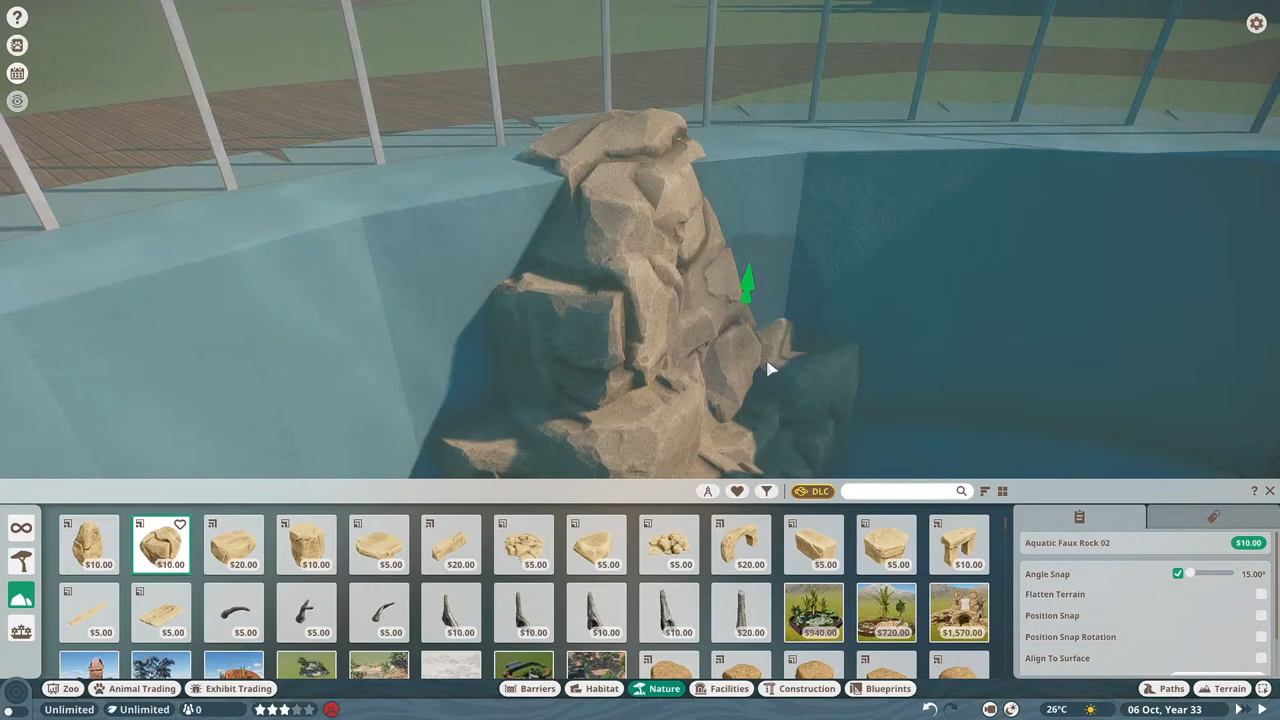 DLC
? ×
$10.00 $10.00 $20.00 $10.00 $5.00 $20.00 $5.00 $5.00 $5.00 $20.00 $5.00 $5.00 $10.00
Aquatic Faux Rock 02 $10.00
Angle Snap 15.00°
Flatten Terrain
Position Snap
$5.00 $5.00 $5.00 $5.00 $5.00 $10.00 $10.00 $10.00 $10.00 $20.00 $940.00 $720.00 $1,570.00
Position Snap Rotation
Align To Surface
Zoo Animal Trading Exhibit Trading Barriers Habitat Nature Facilities Construction Blueprints Paths Terrain
Unlimited Unlimited 0 26°C 06 Oct, Year 33